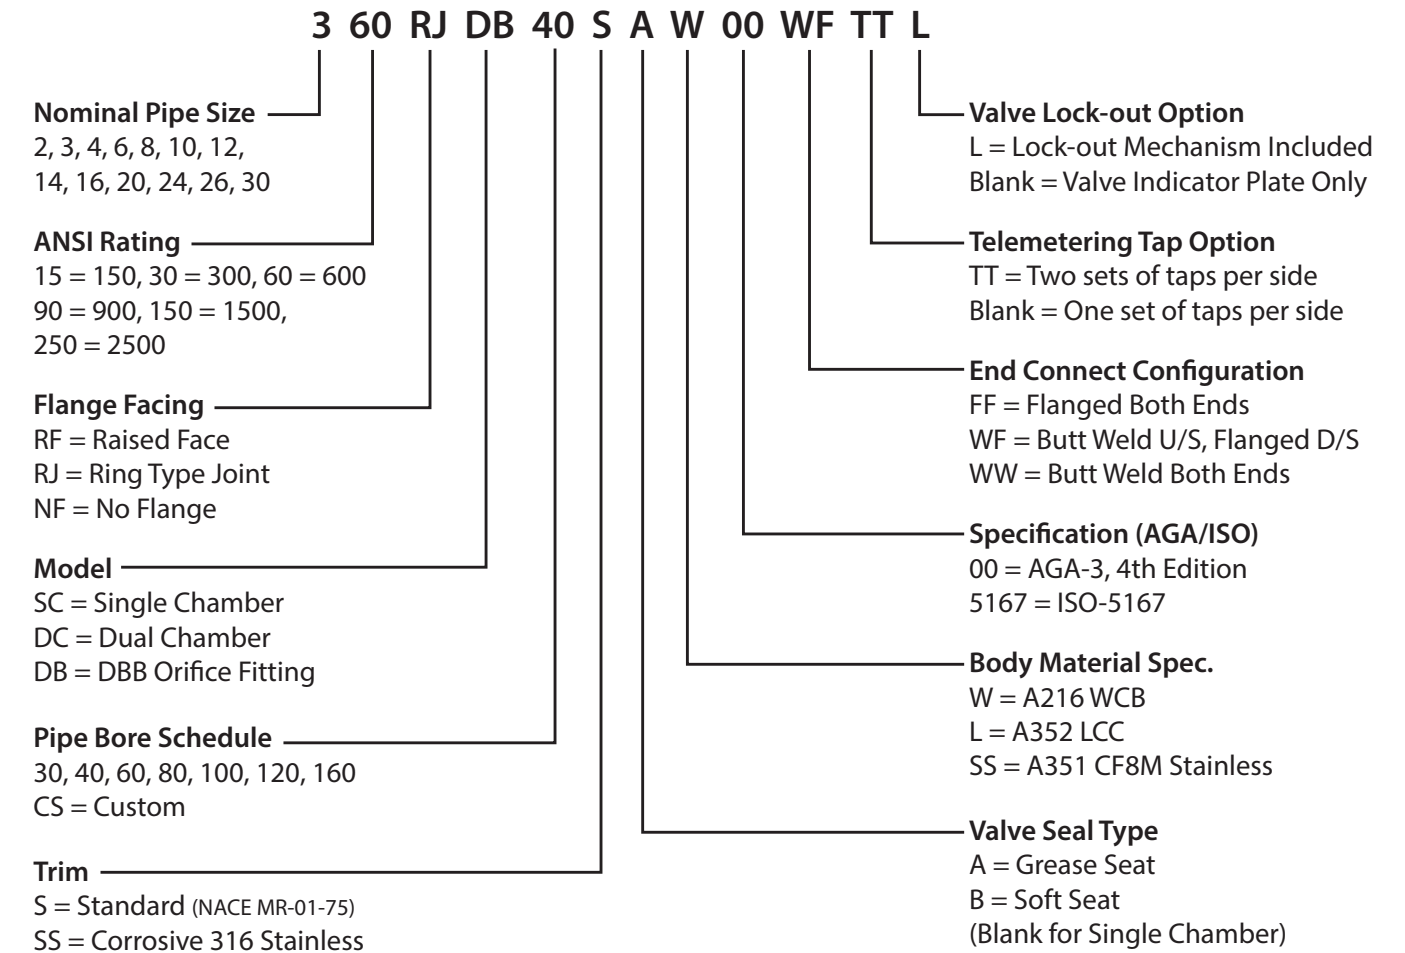 3 60 RJ DB 40 S A W 00 WF TT L
Nominal Pipe Size
2, 3, 4, 6, 8, 10, 12,
14, 16, 20, 24, 26, 30
ANSI Rating
15 = 150, 30 = 300, 60 = 600
90 = 900, 150 = 1500,
250 = 2500
Flange Facing
RF = Raised Face
RJ = Ring Type Joint
NF = No Flange
Model
SC = Single Chamber
DC = Dual Chamber
DB = DBB Orifice Fitting
Pipe Bore Schedule
30, 40, 60, 80, 100, 120, 160
CS = Custom
Trim
S = Standard (NACE MR-01-75)
SS = Corrosive 316 Stainless
Valve Lock-out Option
L = Lock-out Mechanism Included
Blank = Valve Indicator Plate Only
Telemetering Tap Option
TT = Two sets of taps per side
Blank = One set of taps per side
End Connect Configuration
FF = Flanged Both Ends
WF = Butt Weld U/S, Flanged D/S
WW = Butt Weld Both Ends
Specification (AGA/ISO)
00 = AGA-3, 4th Edition
5167 = ISO-5167
Body Material Spec.
W = A216 WCB
L = A352 LCC
SS = A351 CF8M Stainless
Valve Seal Type
A = Grease Seat
B = Soft Seat
(Blank for Single Chamber)